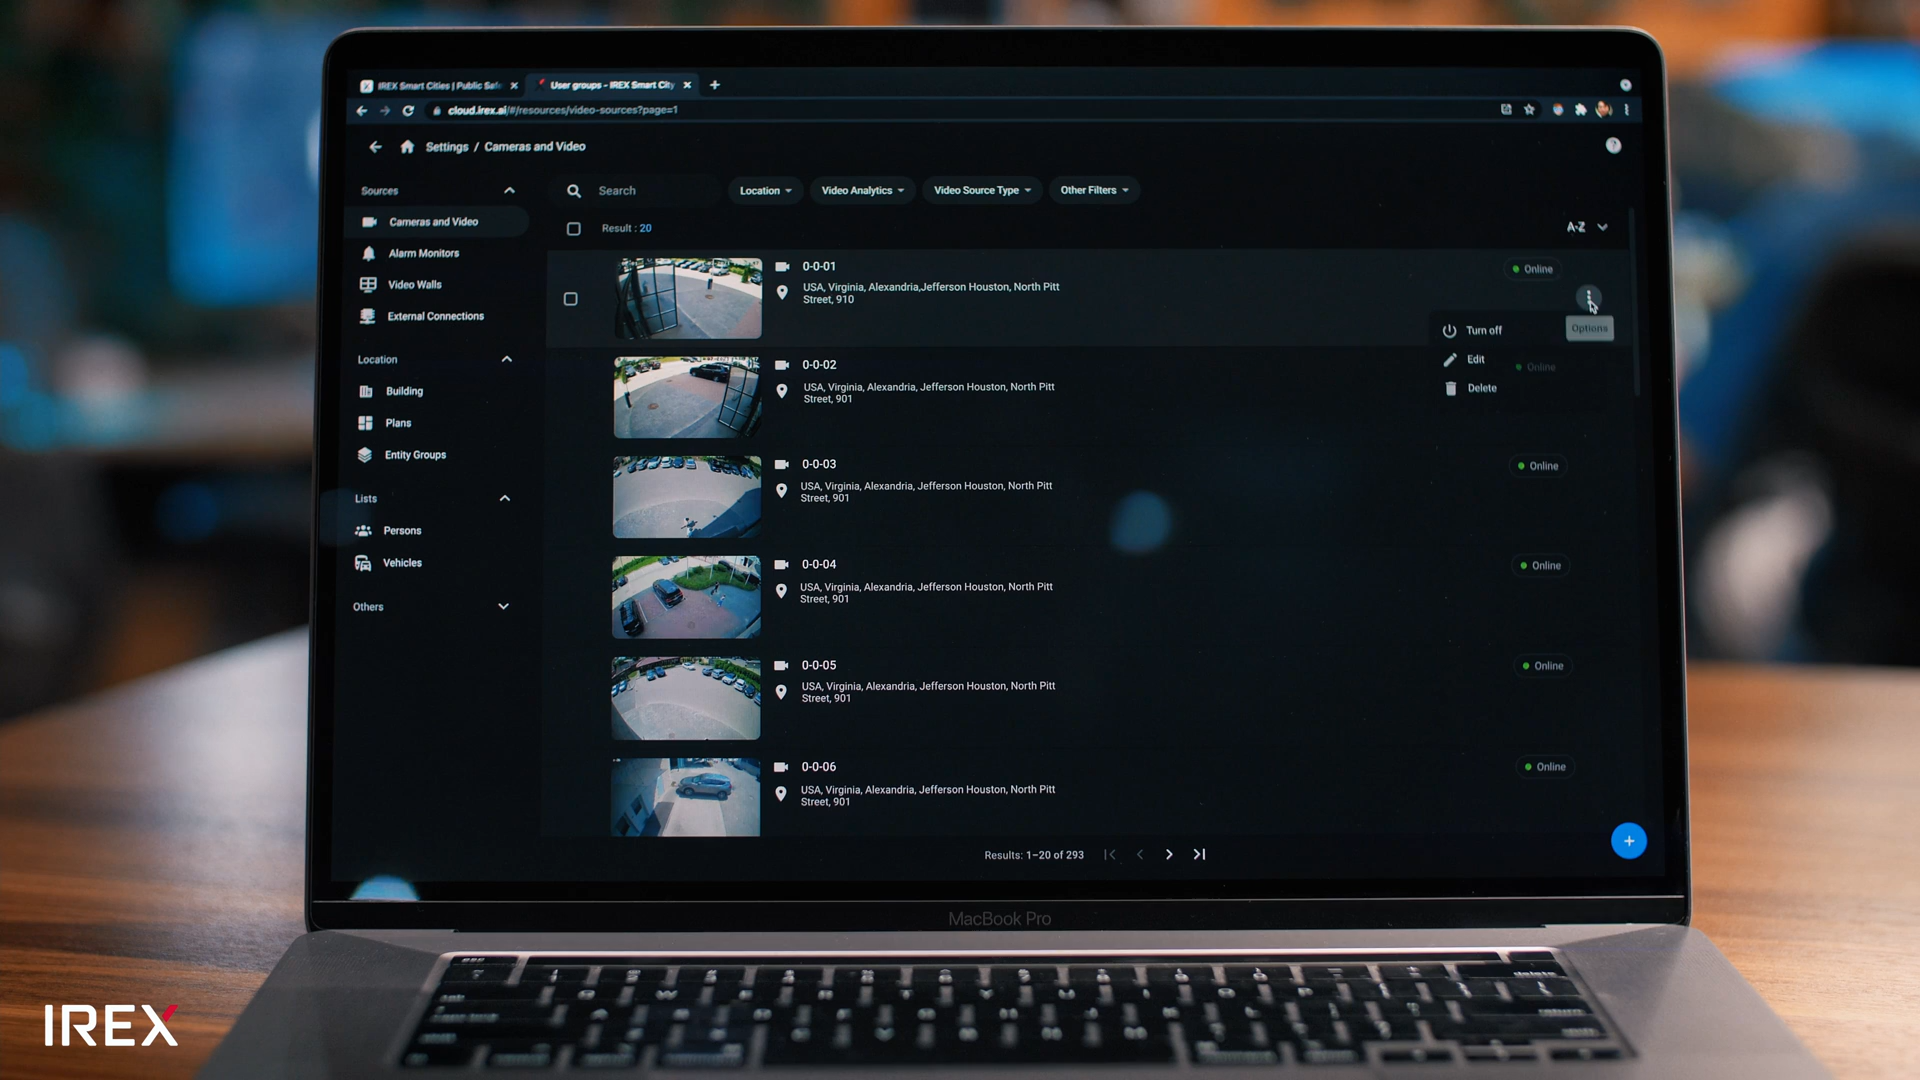 IREX Smart Cities | Public Safe
User groups - IREX Smart City
cloud.irex.ai/#/resources/video-sources?page=1
Settings / Cameras and Video
Sources
Cameras and Video
Alarm Monitors
Video Walls
External Connections
Location
Building
Plans
Entity Groups
Lists
Persons
Vehicles
Others
Search
Location
Video Analytics
Video Source Type
Other Filters
Result : 20
A-Z
0-0-01
USA, Virginia, Alexandria,Jefferson Houston, North Pitt
Street, 910
Online
Options
Turn off
Edit
Delete
0-0-02
USA, Virginia, Alexandria, Jefferson Houston, North Pitt
Street, 901
Online
0-0-03
USA, Virginia, Alexandria, Jefferson Houston, North Pitt
Street, 901
Online
0-0-04
USA, Virginia, Alexandria, Jefferson Houston, North Pitt
Street, 901
Online
0-0-05
USA, Virginia, Alexandria, Jefferson Houston, North Pitt
Street, 901
Online
0-0-06
USA, Virginia, Alexandria, Jefferson Houston, North Pitt
Street, 901
Online
Results: 1–20 of 293
MacBook Pro
delete
IREX